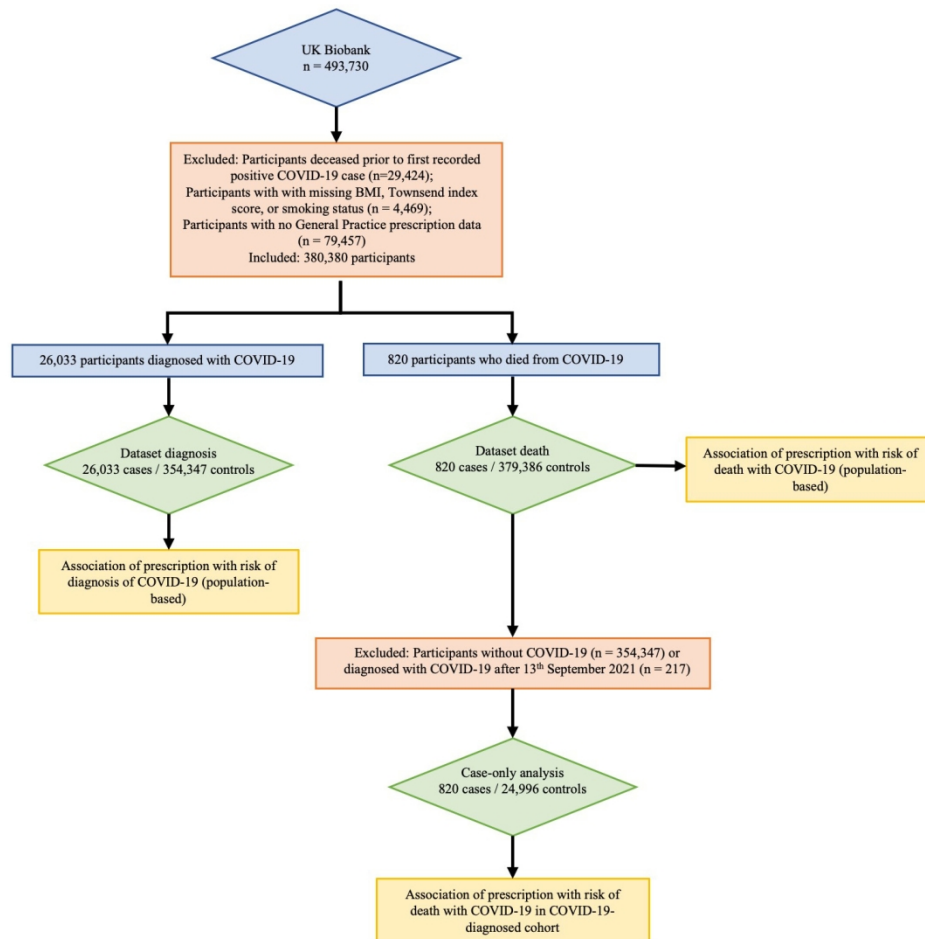 UK Biobank
n = 493,730
Excluded: Participants deceased prior to first recorded
positive COVID-19 case (n=29,424);
Participants with with missing BMI, Townsend index
score, or smoking status (n = 4,469);
Participants with no General Practice prescription data
(n = 79,457)
Included: 380,380 participants
26,033 participants diagnosed with COVID-19
820 participants who died from COVID-19
Dataset diagnosis
26,033 cases / 354,347 controls
Dataset death
820 cases / 379,386 controls
Association of prescription with risk of
death with COVID-19 (population-
based)
Association of prescription with risk of
diagnosis of COVID-19 (population-
based)
Excluded: Participants without COVID-19 (n = 354,347) or
diagnosed with COVID-19 after 13th September 2021 (n = 217)
Case-only analysis
820 cases / 24,996 controls
Association of prescription with risk of
death with COVID-19 in COVID-19-
diagnosed cohort